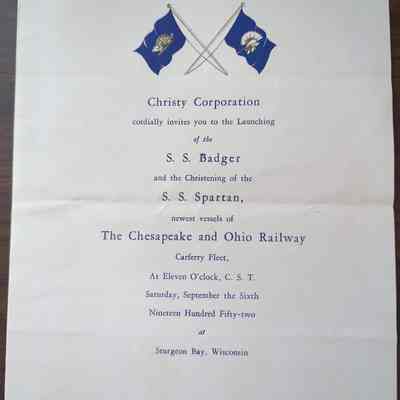 Christy Corporation
cordially invites you to the Launching
of the
S. S. Badger
and the Christening of the
S. S. Spartan,
newest vessels of
The Chesapeake and Ohio Railway
Carferry Fleet,
At Eleven O'clock, C. S. T.
Saturday, September the Sixth
Nineteen Hundred Fifty-two
at
Sturgeon Bay, Wisconsin